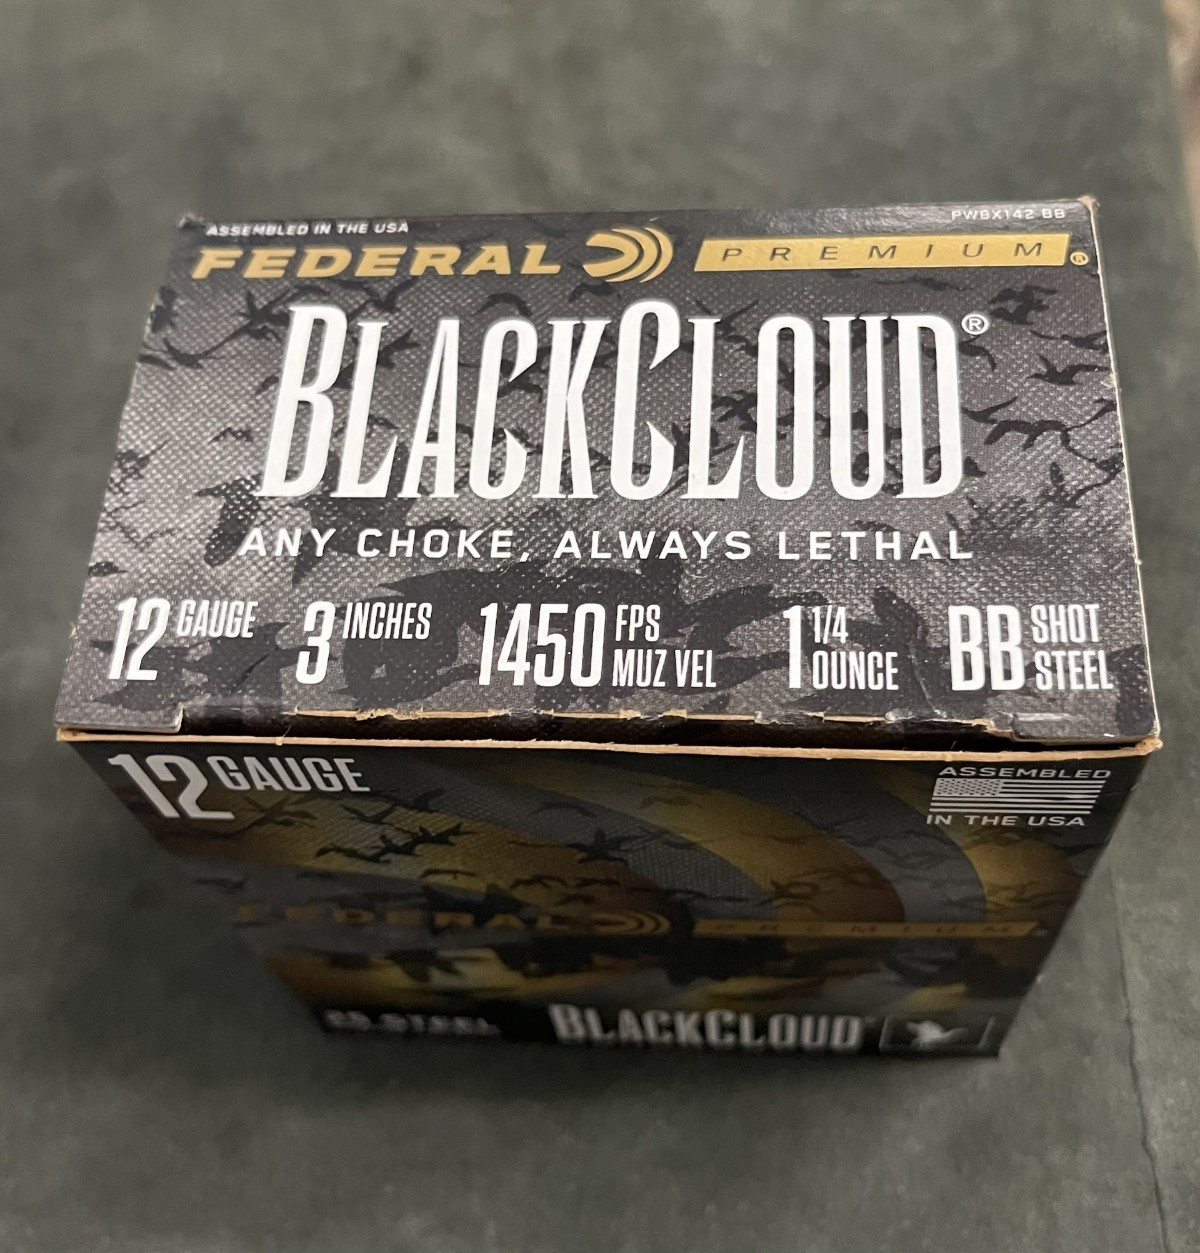 ASSEMBLED IN THE USA
PWBX142 BB
FEDERAL PREMIUM®
BLACKCLOUD®
ANY CHOKE, ALWAYS LETHAL
12 GAUGE 3 INCHES 1450 FPS MUZ VEL 1 1/4 OUNCE BB SHOT STEEL
12 GAUGE
ASSEMBLED
IN THE USA
FEDERAL PREMIUM
BLACKCLOUD